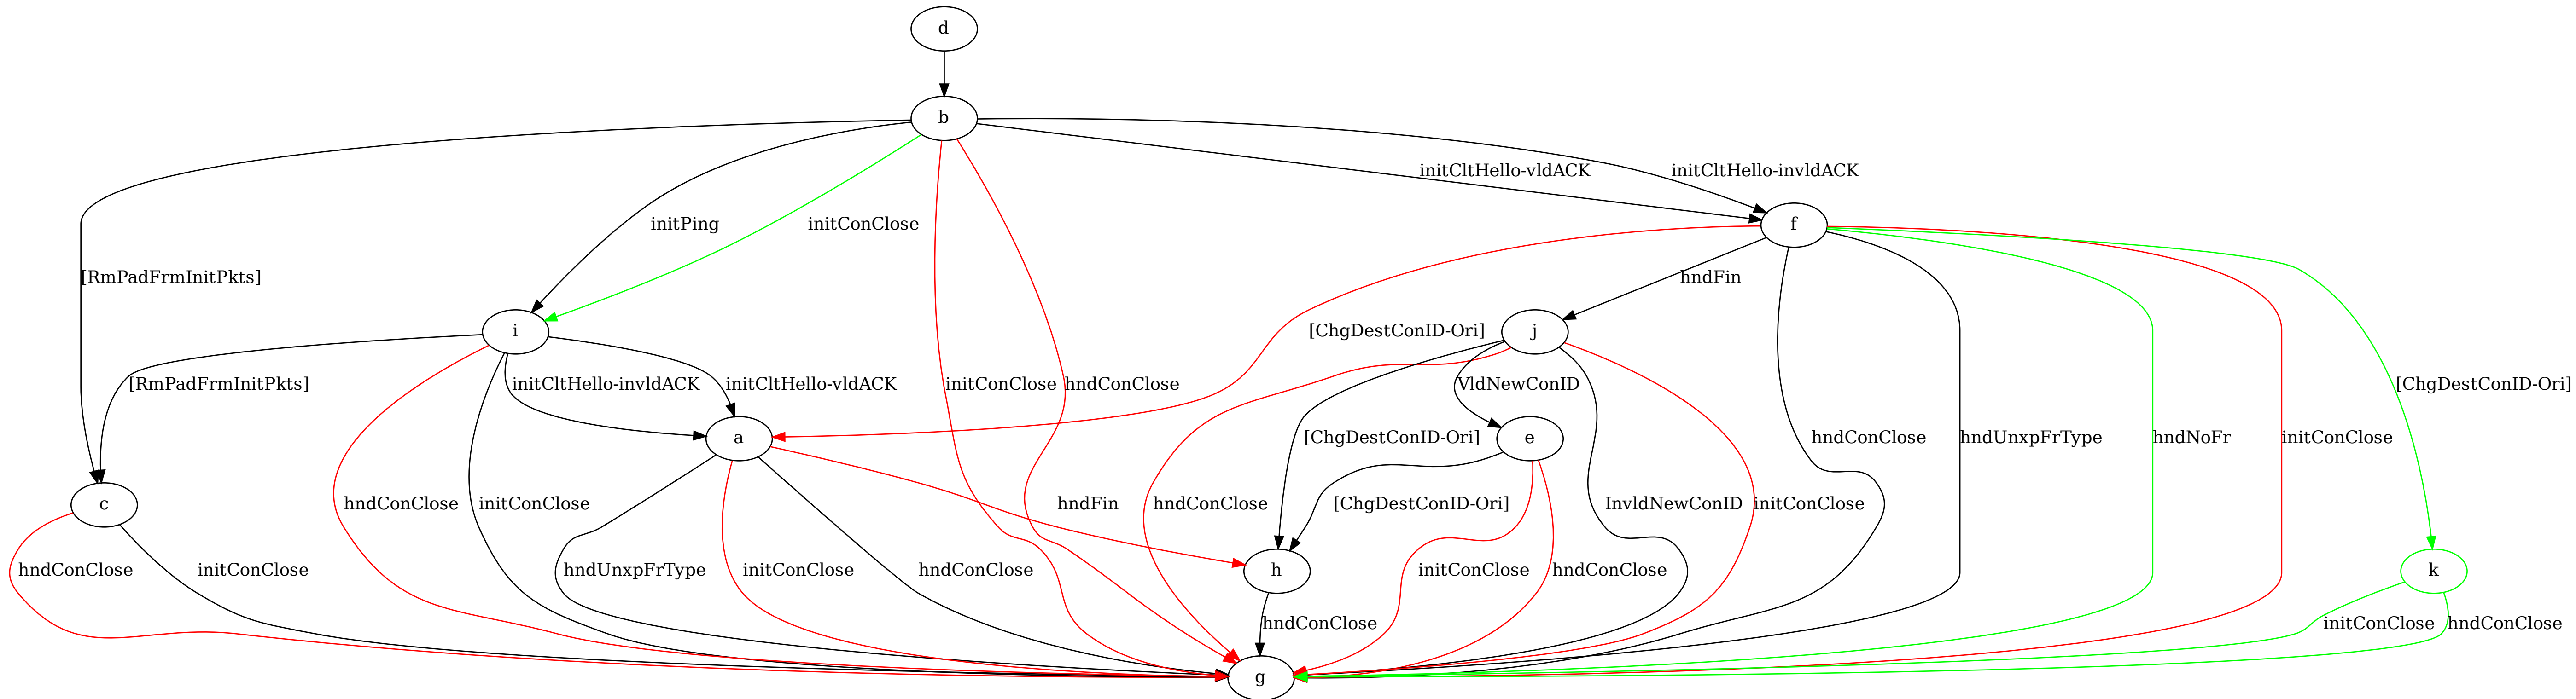 d
b
initCltHello-vldACK
initCltHello-invldACK
initPing
initConClose
f
[RmPadFrmInitPkts]
hndFin
i
[ChgDestConID-Ori]
j
[RmPadFrmInitPkts]
initCltHello-invldACK
initCltHello-vldACK
initConClose
hndConClose
VldNewConID
[ChgDestConID-Ori]
a
[ChgDestConID-Ori]
e
hndConClose
hndUnxpFrType
hndNoFr
initConClose
c
hndConClose
initConClose
hndFin
hndConClose
[ChgDestConID-Ori]
InvldNewConID
initConClose
hndConClose
initConClose
hndUnxpFrType
initConClose
hndConClose
h
initConClose
hndConClose
k
hndConClose
initConClose
hndConClose
g